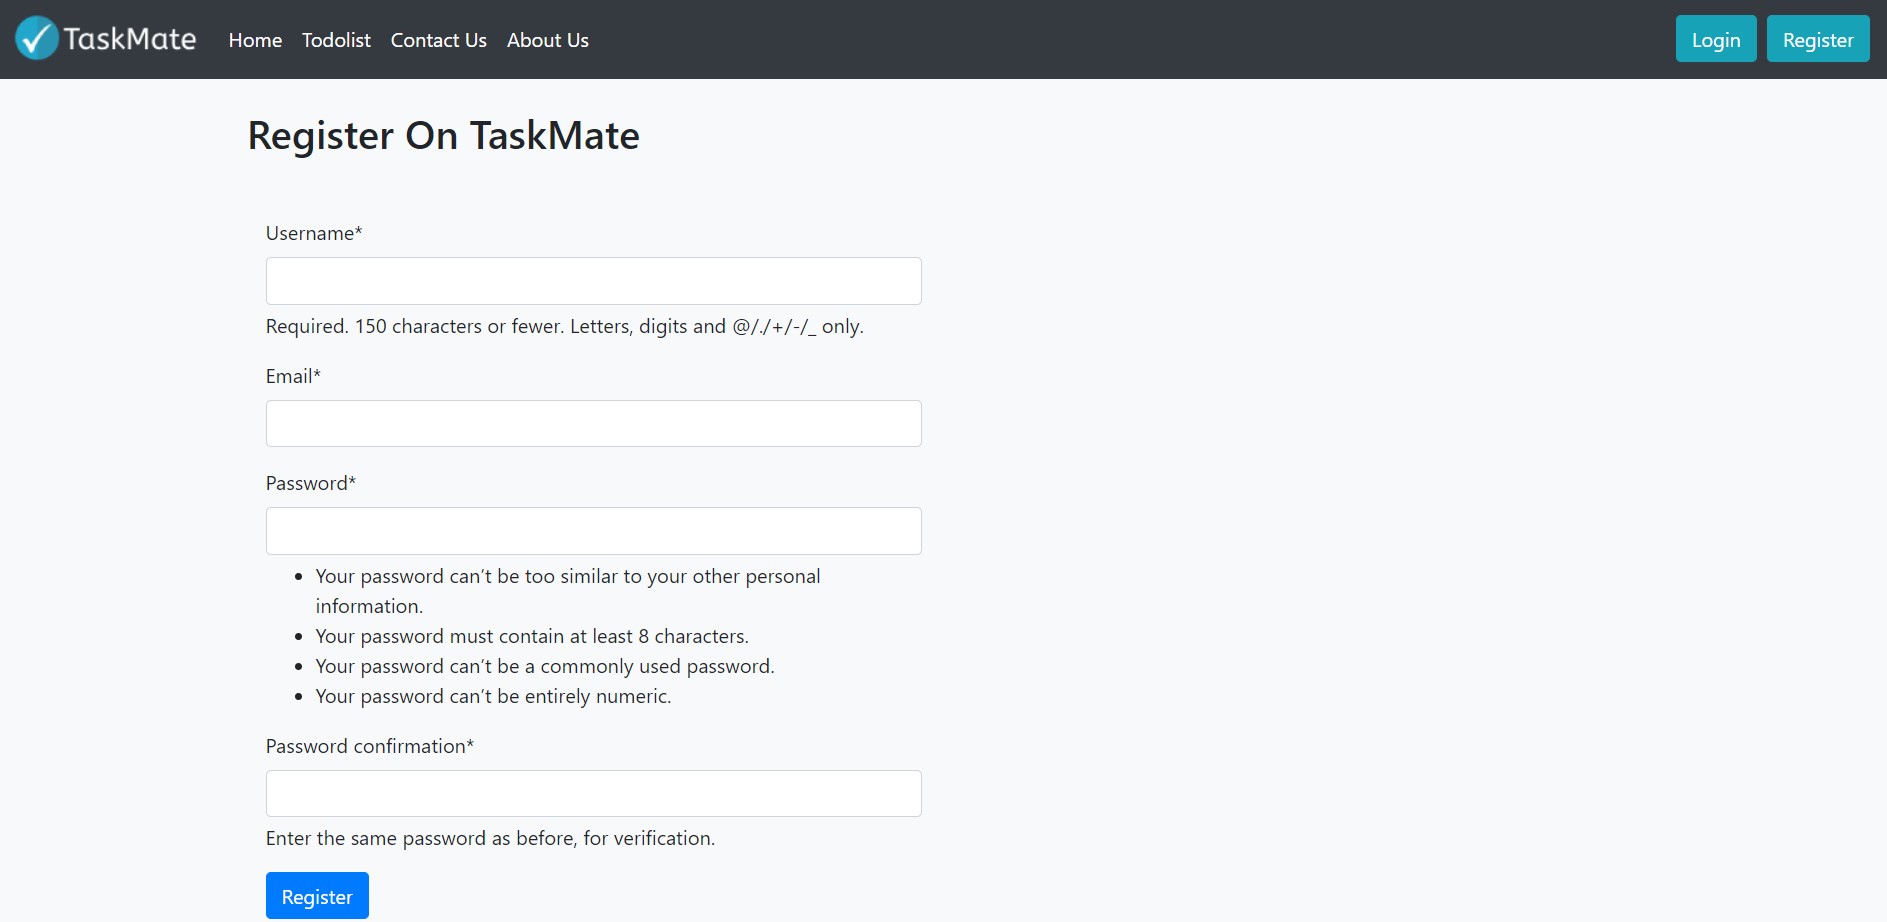 TaskMate Home Todolist Contact Us About Us Login Register
Register On TaskMate
Username*
Required. 150 characters or fewer. Letters, digits and @/./+/-/_ only.
Email*
Password*
Your password can’t be too similar to your other personal
information.
Your password must contain at least 8 characters.
Your password can’t be a commonly used password.
Your password can’t be entirely numeric.
Password confirmation*
Enter the same password as before, for verification.
Register